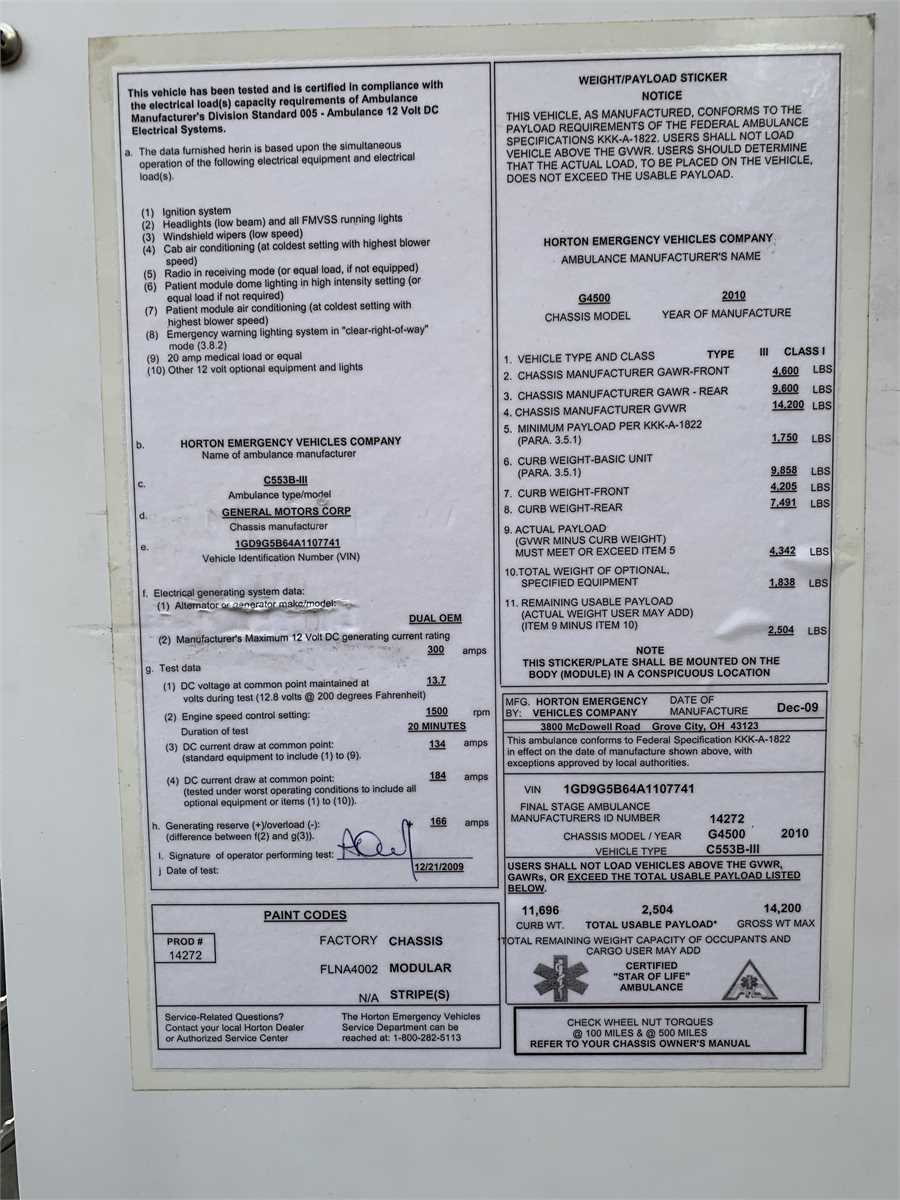 This vehicle has been tested and is certified in compliance with
the electrical load(s) capacity requirements of Ambulance
Manufacturer's Division Standard 005 - Ambulance 12 Volt DC
Electrical Systems.
a. The data furnished herin is based upon the simultaneous
operation of the following electrical equipment and electrical
load(s).
(1) Ignition system
(2) Headlights (low beam) and all FMVSS running lights
(3) Windshield wipers (low speed)
(4) Cab air conditioning (at coldest setting with highest blower
speed)
(5) Radio in receiving mode (or equal load, if not equipped)
(6) Patient module dome lighting in high intensity setting (or
equal load if not required)
(7) Patient module air conditioning (at coldest setting with
highest blower speed)
(8) Emergency warning lighting system in "clear-right-of-way"
mode (3.8.2)
(9) 20 amp medical load or equal
(10) Other 12 volt optional equipment and lights
b. HORTON EMERGENCY VEHICLES COMPANY
Name of ambulance manufacturer
c. C553B-III
Ambulance type/model
d. GENERAL MOTORS CORP
Chassis manufacturer
e. 1GD9G5B64A1107741
Vehicle Identification Number (VIN)
f. Electrical generating system data:
(1) Alternator or generator make/model:
DUAL OEM
(2) Manufacturer's Maximum 12 Volt DC generating current rating
300 amps
g. Test data
(1) DC voltage at common point maintained at 13.7
volts during test (12.8 volts @ 200 degrees Fahrenheit)
(2) Engine speed control setting: 1500 rpm
Duration of test 20 MINUTES
(3) DC current draw at common point: 134 amps
(standard equipment to include (1) to (9).
(4) DC current draw at common point: 184 amps
(tested under worst operating conditions to include all
optional equipment or items (1) to (10)).
h. Generating reserve (+)/overload (-): 166 amps
(difference between f(2) and g(3)).
I. Signature of operator performing test:
j Date of test: 12/21/2009
PAINT CODES
PROD #
14272
FACTORY CHASSIS
FLNA4002 MODULAR
N/A STRIPE(S)
Service-Related Questions?
Contact your local Horton Dealer
or Authorized Service Center
The Horton Emergency Vehicles
Service Department can be
reached at: 1-800-282-5113
WEIGHT/PAYLOAD STICKER
NOTICE
THIS VEHICLE, AS MANUFACTURED, CONFORMS TO THE
PAYLOAD REQUIREMENTS OF THE FEDERAL AMBULANCE
SPECIFICATIONS KKK-A-1822. USERS SHALL NOT LOAD
VEHICLE ABOVE THE GVWR. USERS SHOULD DETERMINE
THAT THE ACTUAL LOAD, TO BE PLACED ON THE VEHICLE,
DOES NOT EXCEED THE USABLE PAYLOAD.
HORTON EMERGENCY VEHICLES COMPANY
AMBULANCE MANUFACTURER'S NAME
G4500 2010
CHASSIS MODEL YEAR OF MANUFACTURE
1. VEHICLE TYPE AND CLASS TYPE III CLASS I
2. CHASSIS MANUFACTURER GAWR-FRONT 4,600 LBS
3. CHASSIS MANUFACTURER GAWR - REAR 9,600 LBS
4. CHASSIS MANUFACTURER GVWR 14,200 LBS
5. MINIMUM PAYLOAD PER KKK-A-1822
(PARA. 3.5.1) 1,750 LBS
6. CURB WEIGHT-BASIC UNIT
(PARA. 3.5.1) 9,858 LBS
7. CURB WEIGHT-FRONT 4,205 LBS
8. CURB WEIGHT-REAR 7,491 LBS
9. ACTUAL PAYLOAD
(GVWR MINUS CURB WEIGHT)
MUST MEET OR EXCEED ITEM 5 4,342 LBS
10.TOTAL WEIGHT OF OPTIONAL,
SPECIFIED EQUIPMENT 1,838 LBS
11. REMAINING USABLE PAYLOAD
(ACTUAL WEIGHT USER MAY ADD)
(ITEM 9 MINUS ITEM 10) 2,504 LBS
NOTE
THIS STICKER/PLATE SHALL BE MOUNTED ON THE
BODY (MODULE) IN A CONSPICUOUS LOCATION
MFG. HORTON EMERGENCY DATE OF
BY: VEHICLES COMPANY MANUFACTURE Dec-09
3800 McDowell Road Grove City, OH 43123
This ambulance conforms to Federal Specification KKK-A-1822
in effect on the date of manufacture shown above, with
exceptions approved by local authorities.
VIN 1GD9G5B64A1107741
FINAL STAGE AMBULANCE
MANUFACTURERS ID NUMBER 14272
CHASSIS MODEL / YEAR G4500 2010
VEHICLE TYPE C553B-III
USERS SHALL NOT LOAD VEHICLES ABOVE THE GVWR,
GAWRs, OR EXCEED THE TOTAL USABLE PAYLOAD LISTED
BELOW.
11,696 2,504 14,200
CURB WT. TOTAL USABLE PAYLOAD* GROSS WT MAX
*TOTAL REMAINING WEIGHT CAPACITY OF OCCUPANTS AND
CARGO USER MAY ADD
CERTIFIED
"STAR OF LIFE"
AMBULANCE
CHECK WHEEL NUT TORQUES
@ 100 MILES & @ 500 MILES
REFER TO YOUR CHASSIS OWNER'S MANUAL